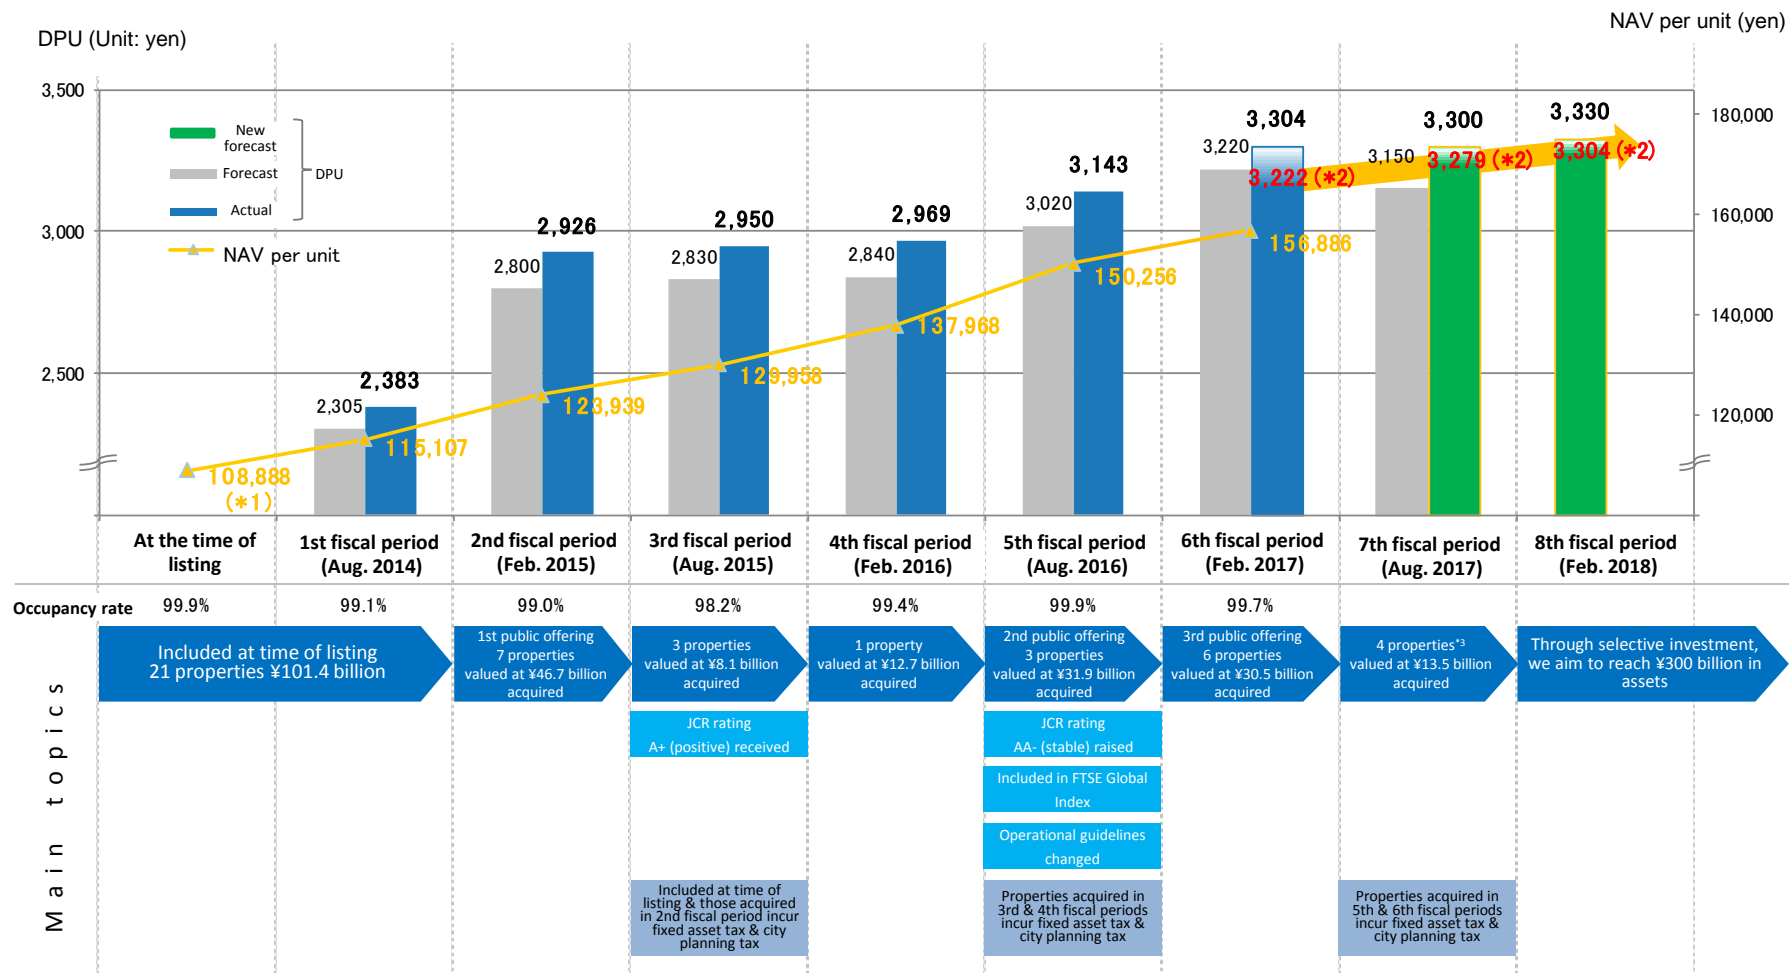 DPU (Unit: yen)
NAV per unit (yen)
3,500
3,000
2,500
180,000
160,000
140,000
120,000
New
forecast
Forecast
Actual
DPU
NAV per unit
108,888
(*1)
2,305
2,383
115,107
2,800
2,926
123,939
2,830
2,950
129,958
2,840
2,969
137,968
3,020
3,143
150,256
3,220
3,304
3,222 (*2)
156,886
3,150
3,300
3,279 (*2)
3,330
3,304 (*2)
At the time of
listing
1st fiscal period
(Aug. 2014)
2nd fiscal period
(Feb. 2015)
3rd fiscal period
(Aug. 2015)
4th fiscal period
(Feb. 2016)
5th fiscal period
(Aug. 2016)
6th fiscal period
(Feb. 2017)
7th fiscal period
(Aug. 2017)
8th fiscal period
(Feb. 2018)
Occupancy rate
99.9%
99.1%
99.0%
98.2%
99.4%
99.9%
99.7%
Main topics
Included at time of listing
21 properties ¥101.4 billion
1st public offering
7 properties
valued at ¥46.7 billion
acquired
3 properties
valued at ¥8.1 billion
acquired
1 property
valued at ¥12.7 billion
acquired
2nd public offering
3 properties
valued at ¥31.9 billion
acquired
3rd public offering
6 properties
valued at ¥30.5 billion
acquired
4 properties*3
valued at ¥13.5 billion
acquired
Through selective investment,
we aim to reach ¥300 billion in
assets
JCR rating
A+ (positive) received
JCR rating
AA- (stable) raised
Included in FTSE Global
Index
Operational guidelines
changed
Included at time of
listing & those acquired
in 2nd fiscal period incur
fixed asset tax & city
planning tax
Properties acquired in
3rd & 4th fiscal periods
incur fixed asset tax &
city planning tax
Properties acquired in
5th & 6th fiscal periods
incur fixed asset tax &
city planning tax